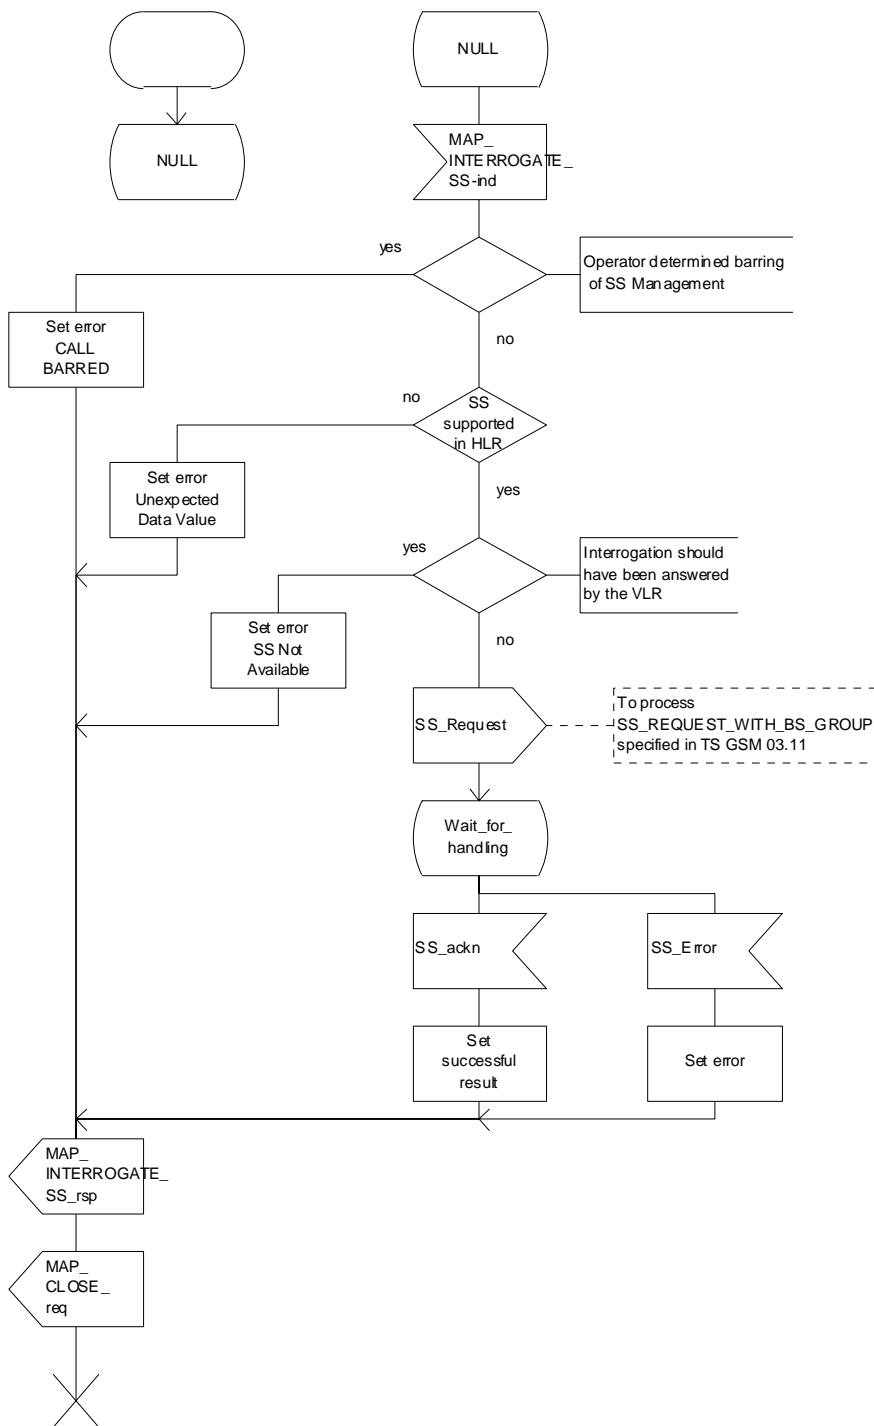 NULL
NULL
MAP_
INTERROGATE_
SS-ind
yes
Operator determined barring
of SS Management
Set error
CALL
BARRED
no
no
SS
supported
in HLR
Set error
Unexpected
Data Value
yes
yes
Interrogation should
have been answered
by the VLR
Set error
SS Not
Available
no
SS_Request
To process
SS_REQUEST_WITH_BS_GROUP
specified in TS GSM 03.11
Wait_for_
handling
SS_ackn
SS_Error
Set
successful
result
Set error
MAP_
INTERROGATE_
SS_rsp
MAP_
CLOSE_
req